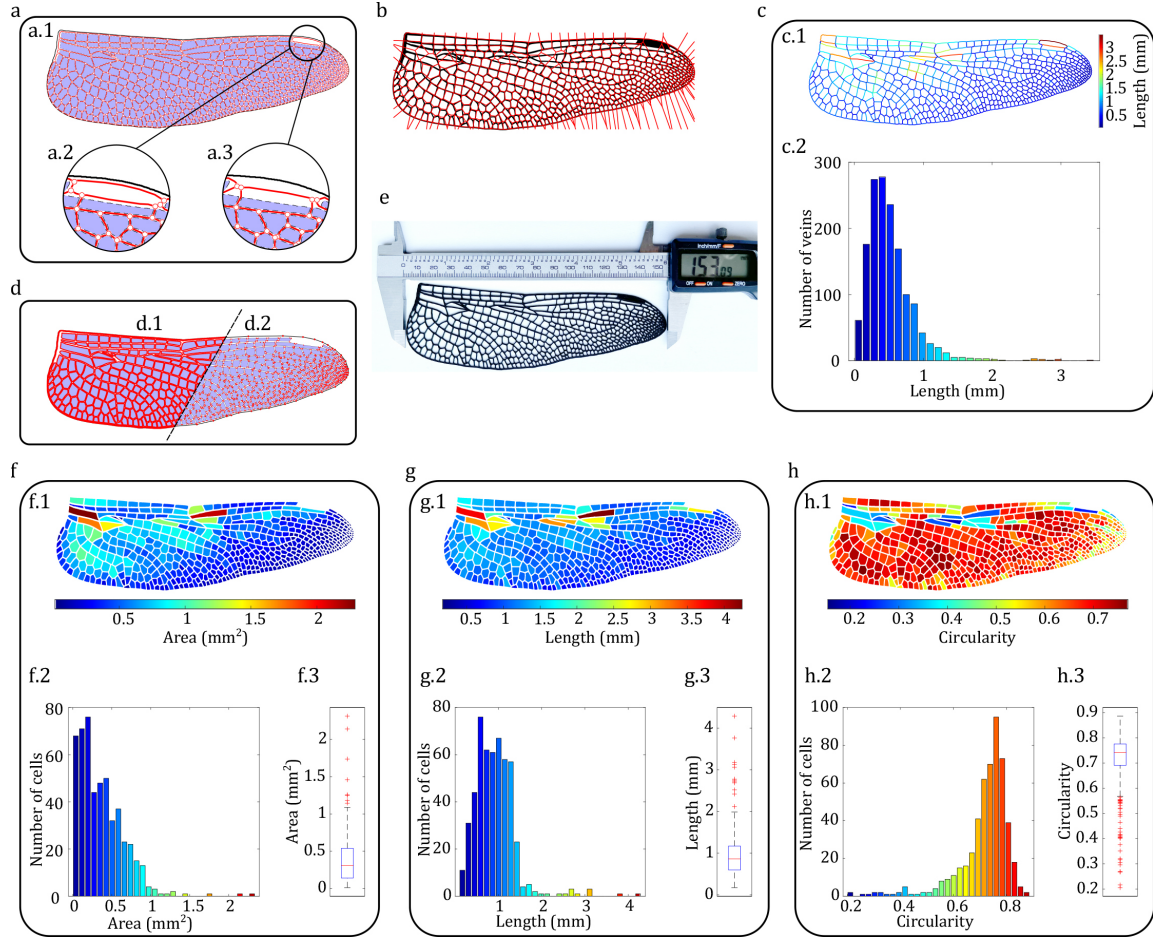 a
a.1
a.2
a.3
b
c
c.1
3
2.5
2
1.5
1
0.5
Length (mm)
c.2
300
200
100
0
Number of veins
0 1 2 3
Length (mm)
d
d.1
d.2
e
inch/mm/F
153.09
OFF ON ZERO
0 10 20 30
f
f.1
0.5 1 1.5 2
Area (mm²)
f.2
80
60
40
20
0
Number of cells
0 0.5 1 1.5 2
Area (mm²)
f.3
2
1.5
1
0.5
0
Area (mm²)
g
g.1
0.5 1 1.5 2 2.5 3 3.5 4
Length (mm)
g.2
80
60
40
20
0
Number of cells
1 2 3 4
Length (mm)
g.3
4
3
2
1
0
Length (mm)
h
h.1
0.2 0.3 0.4 0.5 0.6 0.7
Circularity
h.2
100
80
60
40
20
0
Number of cells
0.2 0.4 0.6 0.8
Circularity
h.3
0.9
0.8
0.7
0.6
0.5
0.4
0.3
0.2
Circularity